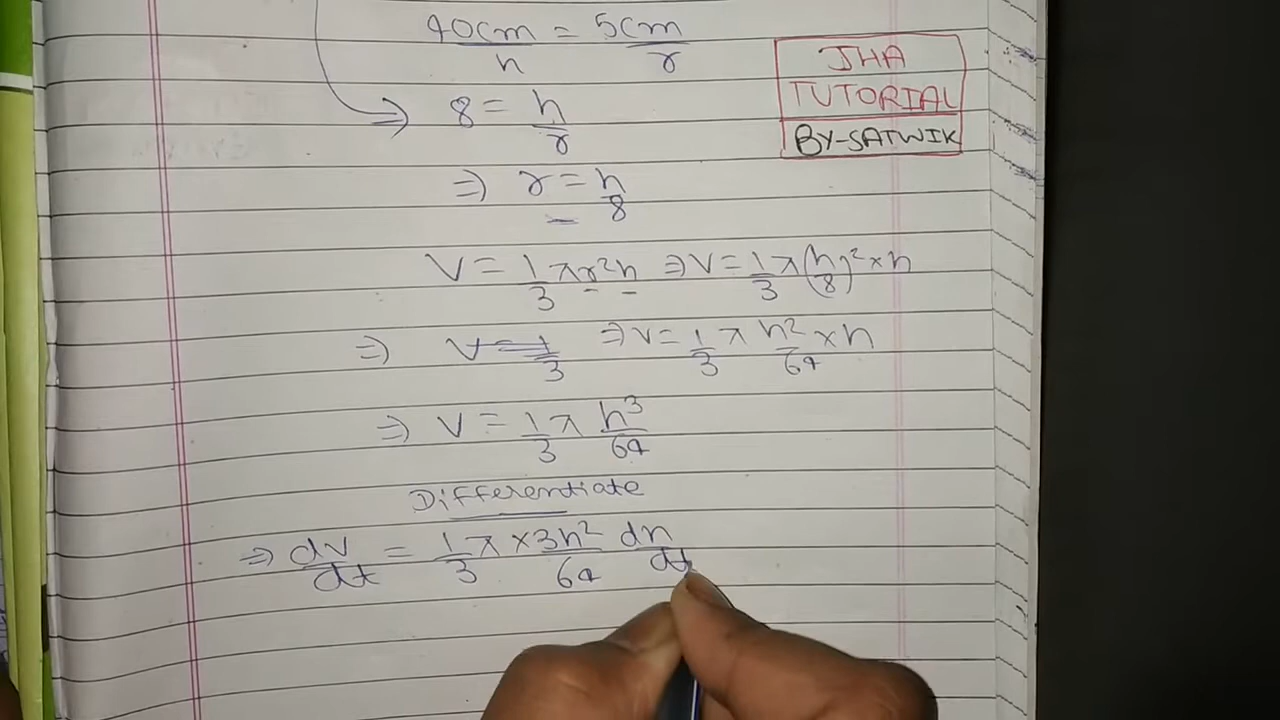 40cm/h = 5cm/r
JHA
TUTORIAL
BY-SATWIK
⇒ 8 = h/r
⇒ r = h/8
V = 1/3 πr²h ⇒ V = 1/3 π(h/8)² × h
⇒ V = 1/3 ⇒ V = 1/3 π h²/64 × h
⇒ V = 1/3 π h³/64
Differentiate
⇒ dV/dt = 1/3 π × 3h²/64 dh/dt